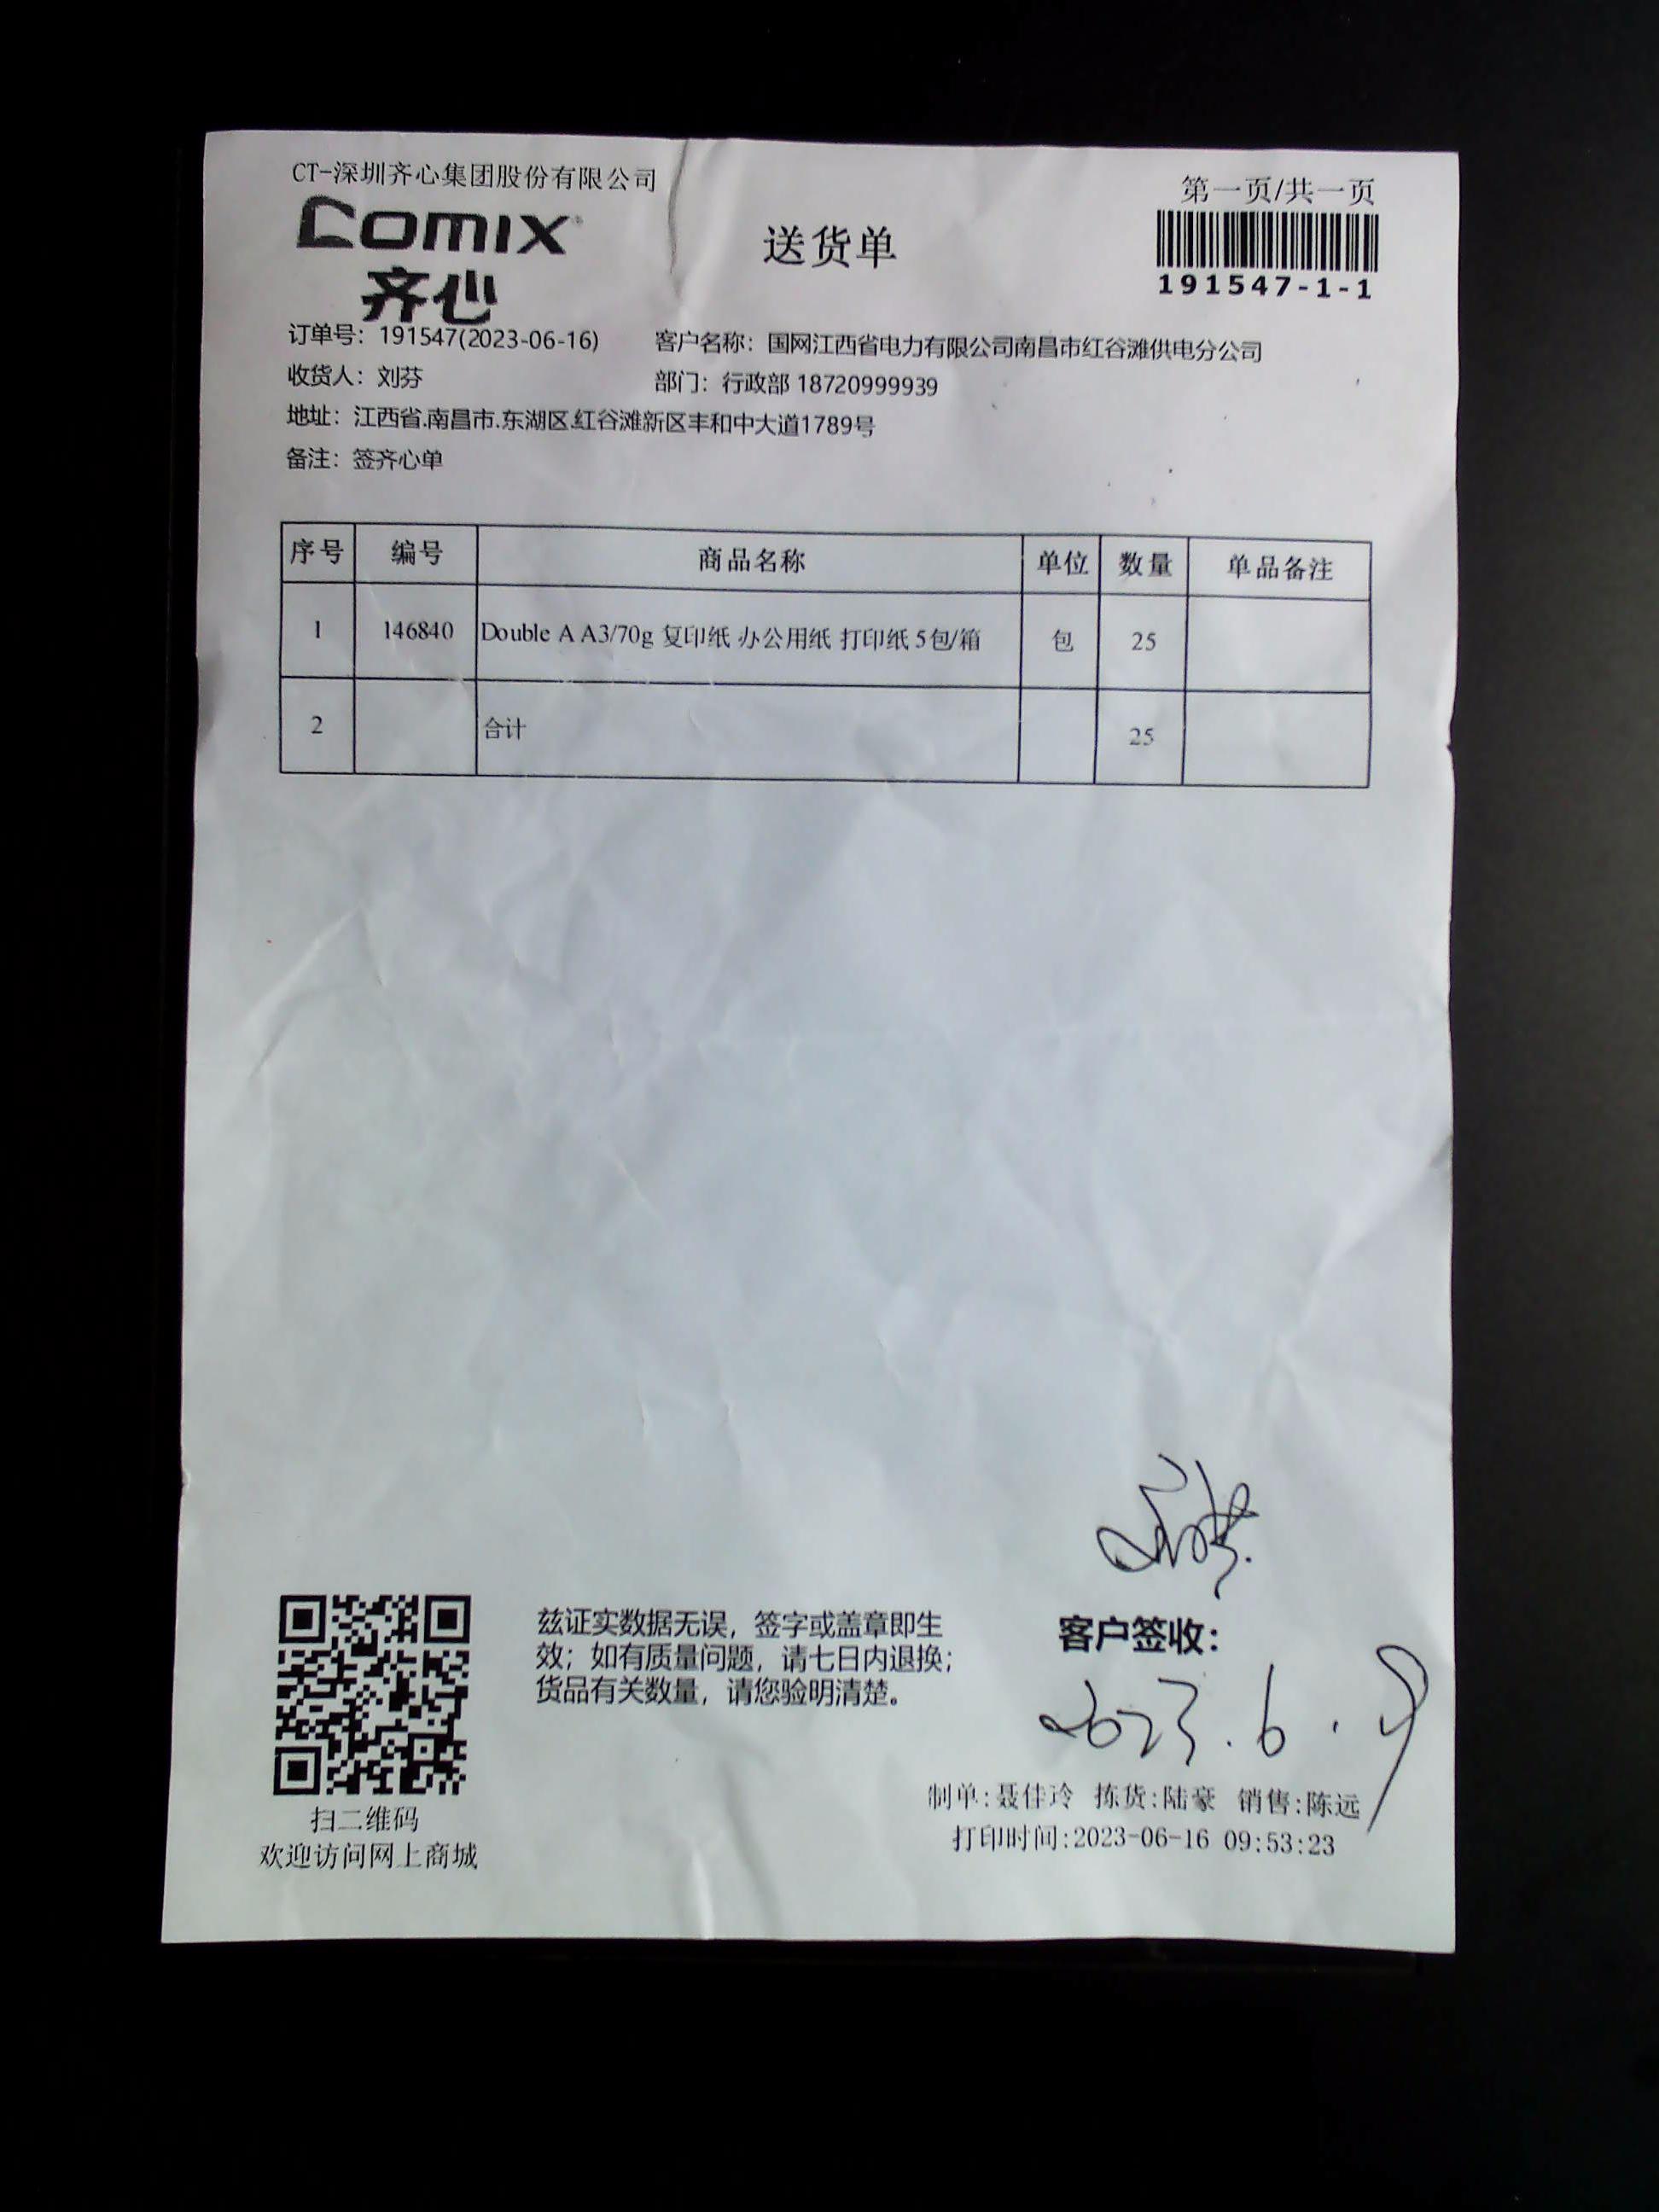 CT-深圳齐心集团股份有限公司
第一页/共一页
COMIX
齐心
送货单
191547-1-1
订单号：191547(2023-06-16) 客户名称：国网江西省电力有限公司南昌市红谷滩供电分公司
收货人：刘芬 部门：行政部 18720999939
地址：江西省.南昌市.东湖区.红谷滩新区丰和中大道1789号
备注：签齐心单
序号 编号 商品名称 单位 数量 单品备注
1 146840 Double A A3/70g 复印纸 办公用纸 打印纸 5包/箱 包 25
2 合计 25
兹证实数据无误，签字或盖章即生
效；如有质量问题，请七日内退换；
货品有关数量，请您验明清楚。
客户签收：
2023.6.
扫二维码
欢迎访问网上商城
制单:聂佳玲 拣货:陆豪 销售:陈远
打印时间:2023-06-16 09:53:23